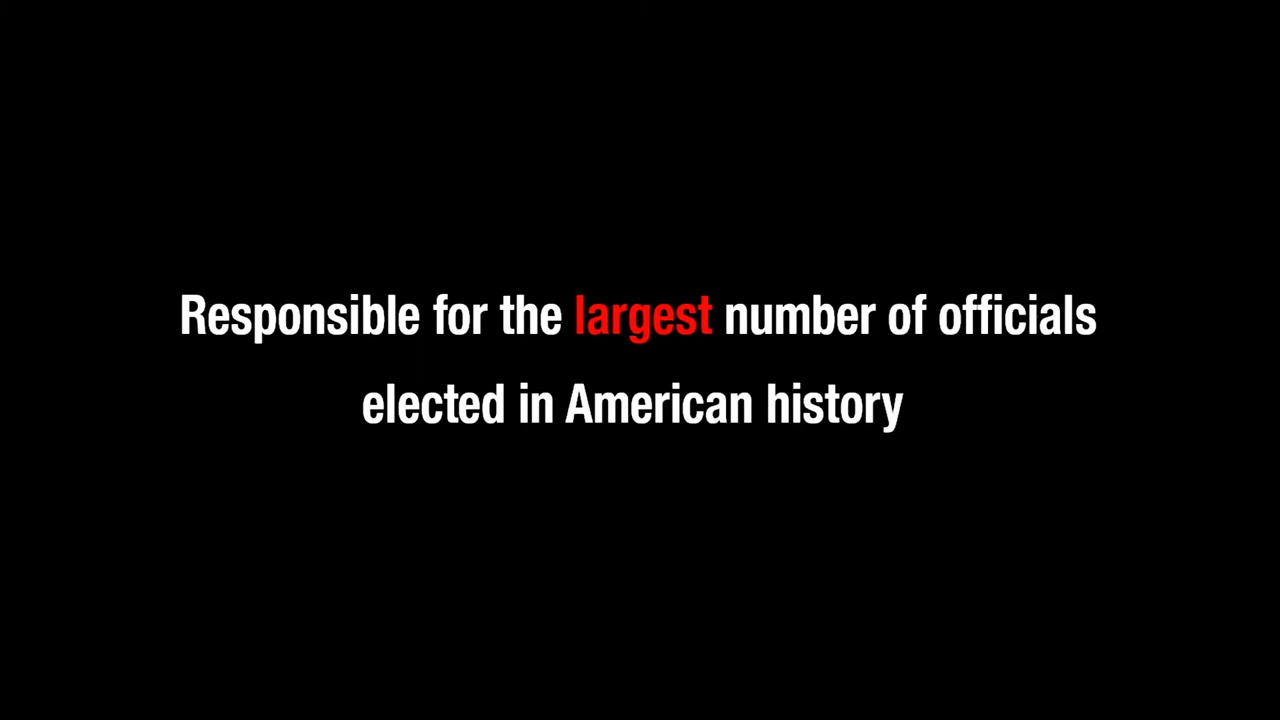 Responsible for the largest number of officials
elected in American history